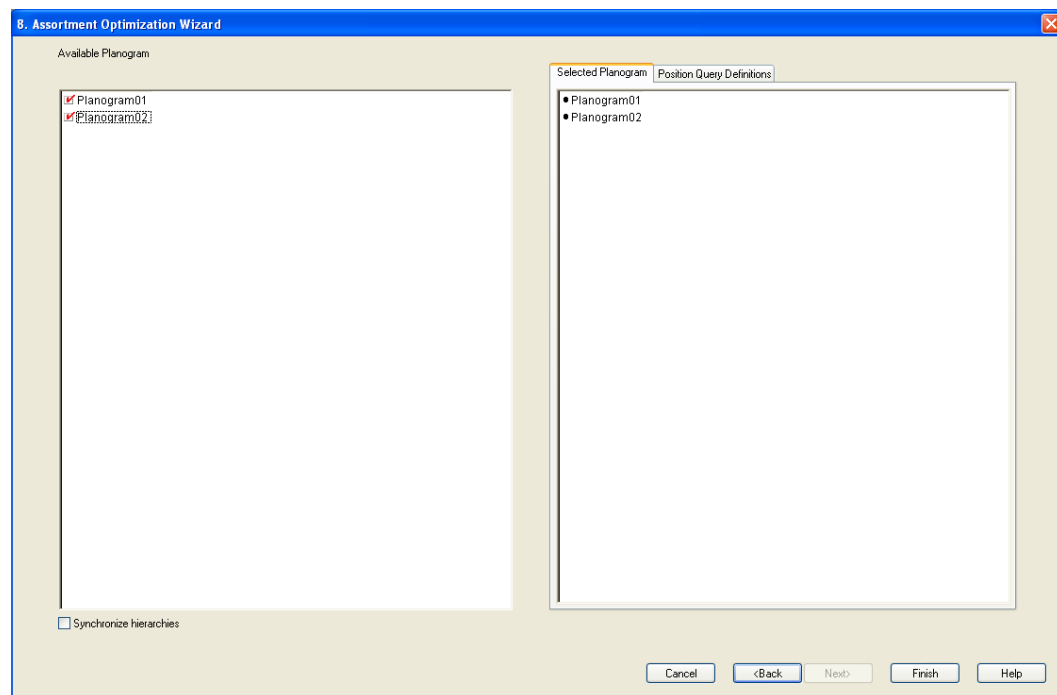 8. Assortment Optimization Wizard
Available Planogram
Selected Planogram
Position Query Definitions
Planogram01
Planogram02
Planogram01
Planogram02
Synchronize hierarchies
Cancel
<Back
Next>
Finish
Help